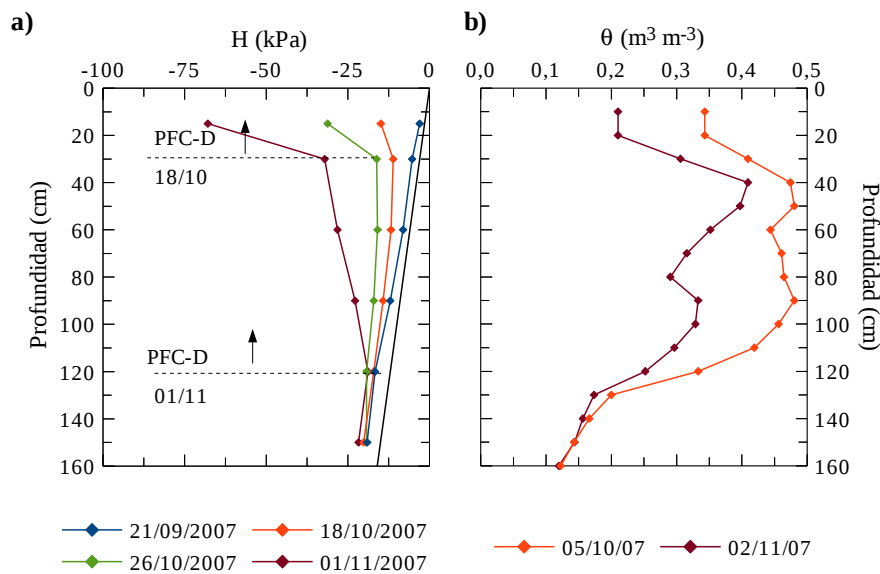 a)
H (kPa)
-100 -75 -50 -25 0
0
20
40
60
80
100
120
140
160
Profundidad (cm)
PFC-D
18/10
PFC-D
01/11
21/09/2007
18/10/2007
26/10/2007
01/11/2007
b)
θ (m3 m-3)
0,0 0,1 0,2 0,3 0,4 0,5
0
20
40
60
80
100
120
140
160
Profundidad (cm)
05/10/07
02/11/07